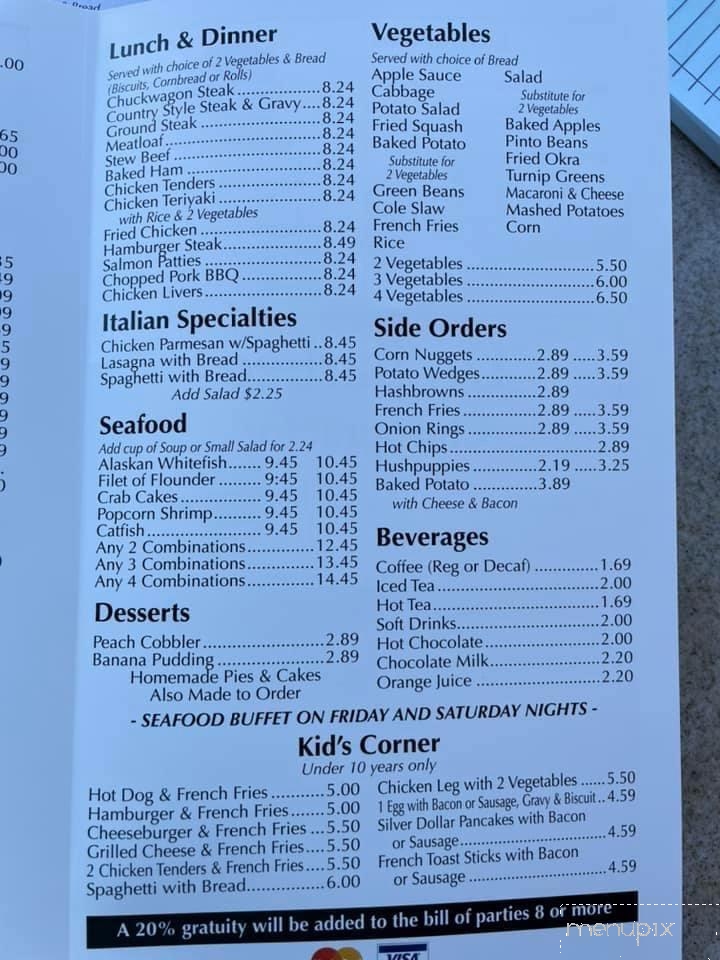 Bread
.00
65
00
00
35
49
99
99
59
5
9
9
9
9
9
9
.
0
Lunch & Dinner
Served with choice of 2 Vegetables & Bread
(Biscuits, Cornbread or Rolls)
Chuckwagon Steak..................8.24
Country Style Steak & Gravy....8.24
Ground Steak .........................8.24
Meatloaf.................................8.24
Stew Beef ...............................8.24
Baked Ham ............................8.24
Chicken Tenders .....................8.24
Chicken Teriyaki .....................8.24
with Rice & 2 Vegetables
Fried Chicken .........................8.24
Hamburger Steak....................8.49
Salmon Patties ........................8.24
Chopped Pork BBQ ................8.24
Chicken Livers........................8.24
Italian Specialties
Chicken Parmesan w/Spaghetti ..8.45
Lasagna with Bread .................8.45
Spaghetti with Bread................8.45
Add Salad $2.25
Seafood
Add cup of Soup or Small Salad for 2.24
Alaskan Whitefish....... 9.45 10.45
Filet of Flounder ......... 9:45 10.45
Crab Cakes................. 9.45 10.45
Popcorn Shrimp.......... 9.45 10.45
Catfish........................ 9.45 10.45
Any 2 Combinations..............12.45
Any 3 Combinations..............13.45
Any 4 Combinations..............14.45
Desserts
Peach Cobbler.........................2.89
Banana Pudding ......................2.89
Homemade Pies & Cakes
Also Made to Order
Vegetables
Served with choice of Bread
Apple Sauce
Cabbage
Potato Salad
Fried Squash
Baked Potato
Substitute for
2 Vegetables
Green Beans
Cole Slaw
French Fries
Rice
Salad
Substitute for
2 Vegetables
Baked Apples
Pinto Beans
Fried Okra
Turnip Greens
Macaroni & Cheese
Mashed Potatoes
Corn
2 Vegetables ...........................5.50
3 Vegetables ...........................6.00
4 Vegetables ...........................6.50
Side Orders
Corn Nuggets .............2.89 .....3.59
Potato Wedges............2.89 .....3.59
Hashbrowns ...............2.89
French Fries ................2.89 .....3.59
Onion Rings ...............2.89 .....3.59
Hot Chips................................2.89
Hushpuppies ..............2.19 .....3.25
Baked Potato ..............3.89
with Cheese & Bacon
Beverages
Coffee (Reg or Decaf) ..............1.69
Iced Tea ...................................2.00
Hot Tea....................................1.69
Soft Drinks...............................2.00
Hot Chocolate.........................2.00
Chocolate Milk........................2.20
Orange Juice ...........................2.20
- SEAFOOD BUFFET ON FRIDAY AND SATURDAY NIGHTS -
Kid's Corner
Under 10 years only
Hot Dog & French Fries ...........5.00
Hamburger & French Fries.......5.00
Cheeseburger & French Fries ...5.50
Grilled Cheese & French Fries....5.50
2 Chicken Tenders & French Fries....5.50
Spaghetti with Bread................6.00
Chicken Leg with 2 Vegetables ......5.50
1 Egg with Bacon or Sausage, Gravy & Biscuit..4.59
Silver Dollar Pancakes with Bacon
or Sausage................................4.59
French Toast Sticks with Bacon
or Sausage ..............................4.59
A 20% gratuity will be added to the bill of parties 8 or more
menupix
VISA